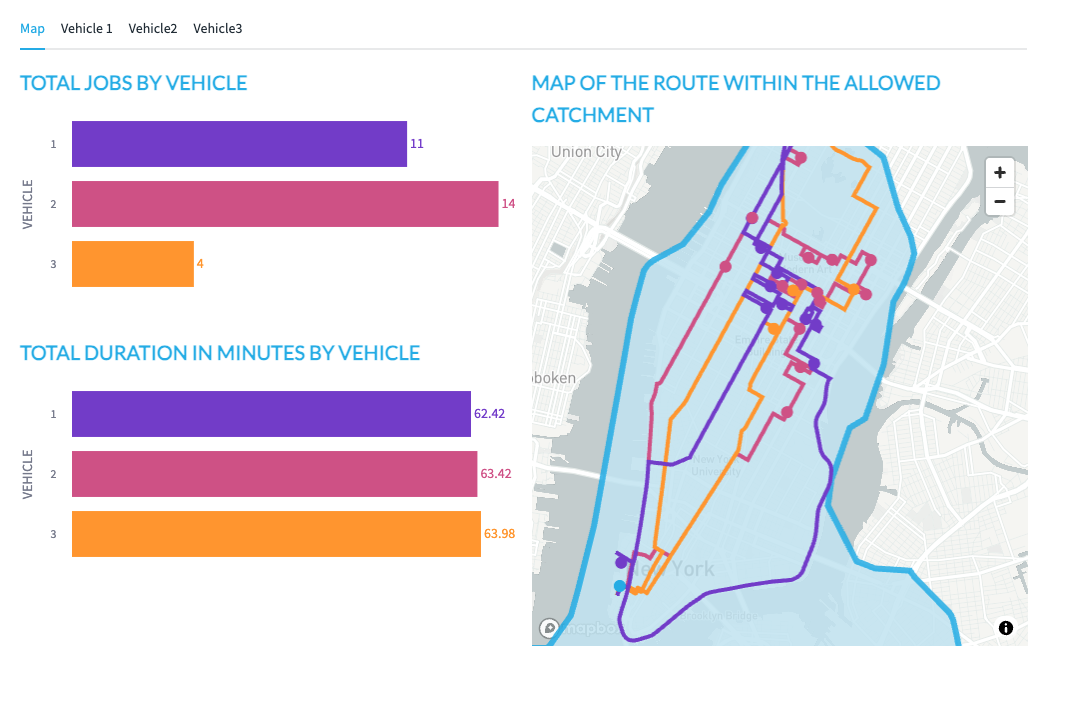 Map Vehicle 1 Vehicle2 Vehicle3
TOTAL JOBS BY VEHICLE
1
11
2
14
3
4
VEHICLE
TOTAL DURATION IN MINUTES BY VEHICLE
1
62.42
2
63.42
3
63.98
VEHICLE
MAP OF THE ROUTE WITHIN THE ALLOWED
CATCHMENT
Union City
+
−
boken
New York
University
New York
mapbo
i